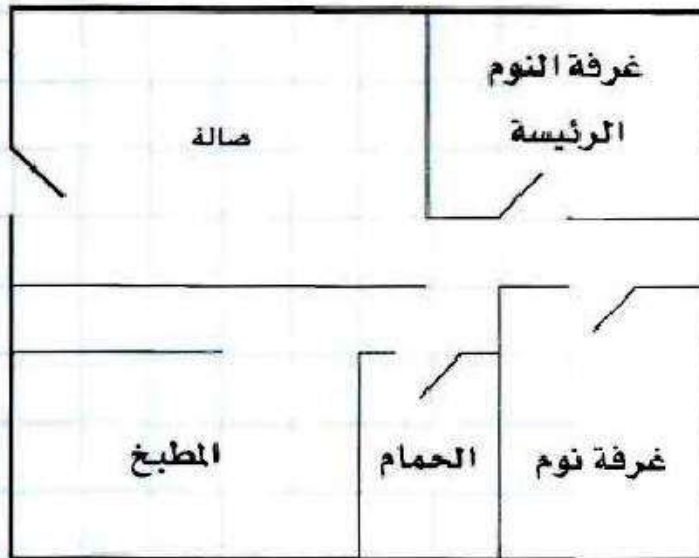 غرفة النوم
الرئيسة
صالة
المطبخ
الحمام
غرفة نوم